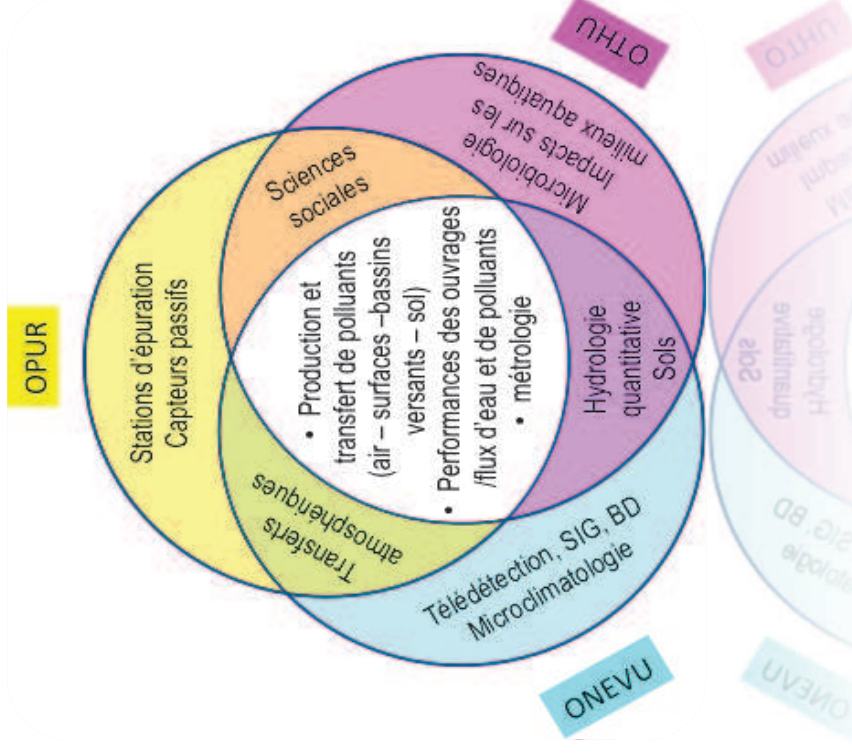 OPUR
Stations d'épuration
Capteurs passifs
Transferts
atmosphériques
Sciences
sociales
• Production et
transfert de polluants
(air – surfaces –bassins
versants – sol)
• Performances des ouvrages
/flux d'eau et de polluants
• métrologie
Télédétection, SIG, BD
Microclimatologie
Hydrologie
quantitative
Sols
Microbiologie
Impacts sur les
milieux aquatiques
ONEVU
OTHU